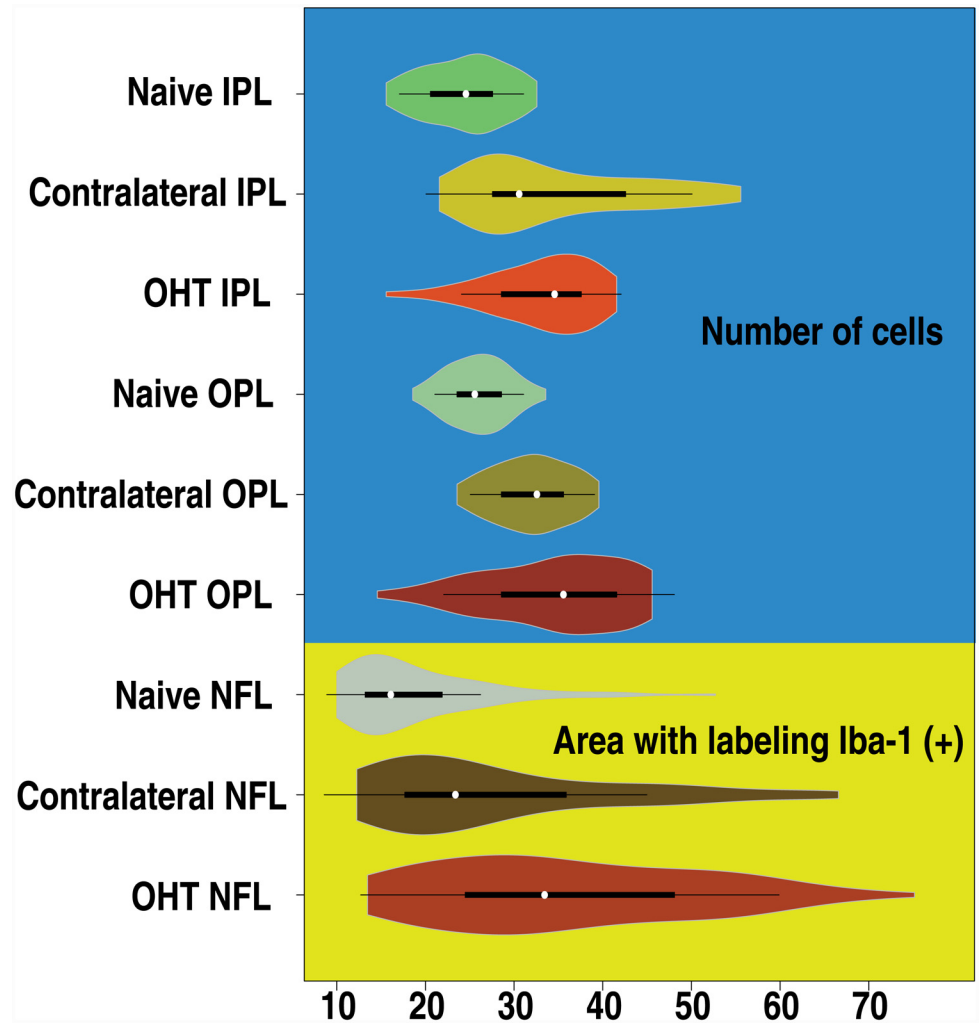 Naive IPL
Contralateral IPL
OHT IPL
Number of cells
Naive OPL
Contralateral OPL
OHT OPL
Naive NFL
Area with labeling Iba-1 (+)
Contralateral NFL
OHT NFL
10 20 30 40 50 60 70